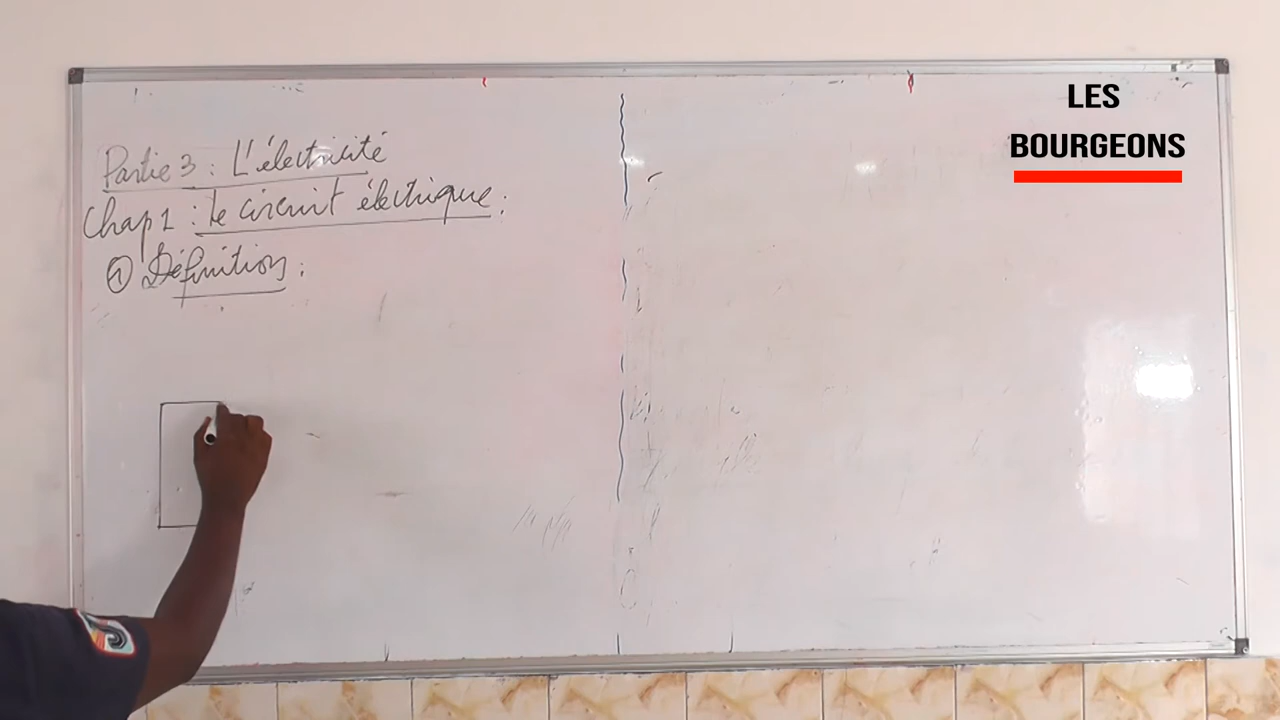 Partie 3 : L'électricité
Chap 1 : Le circuit électrique :
① Définition :
LES
BOURGEONS